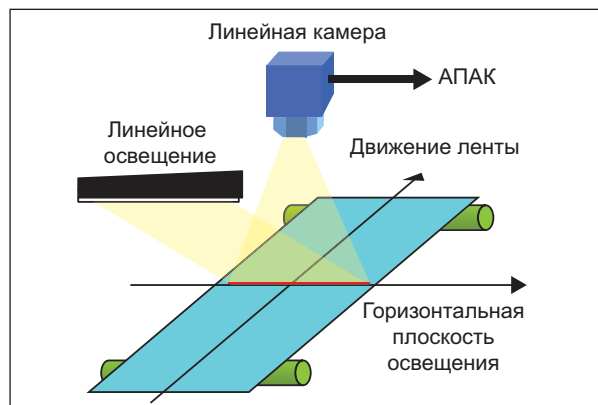 Линейная камера
АПАК
Линейное
освещение
Движение ленты
Горизонтальная
плоскость
освещения